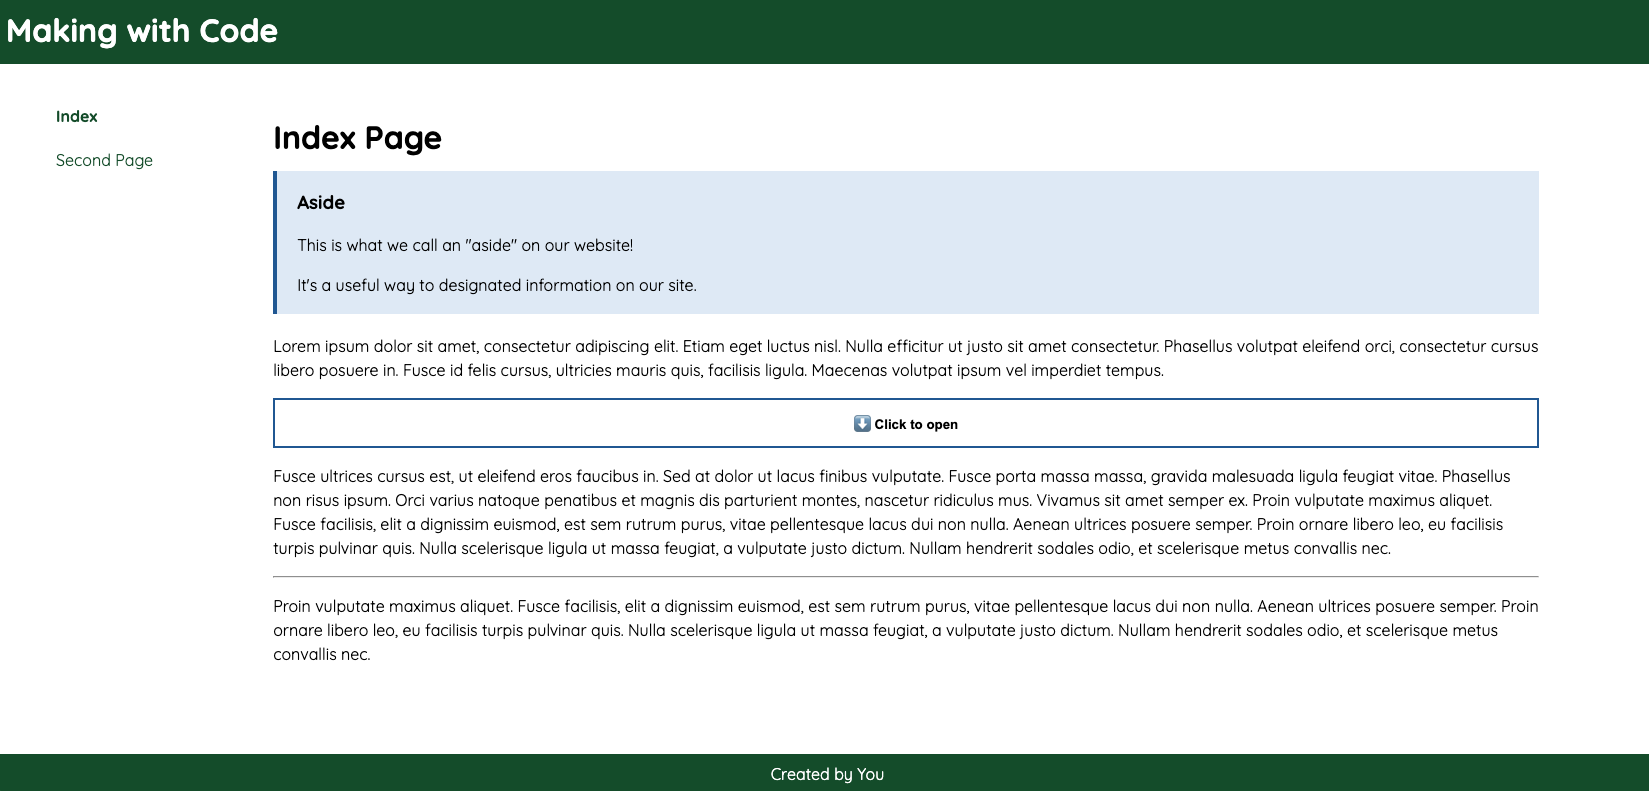 Making with Code
Index
Second Page
Index Page
Aside
This is what we call an "aside" on our website!
It's a useful way to designated information on our site.
Lorem ipsum dolor sit amet, consectetur adipiscing elit. Etiam eget luctus nisl. Nulla efficitur ut justo sit amet consectetur. Phasellus volutpat eleifend orci, consectetur cursus
libero posuere in. Fusce id felis cursus, ultricies mauris quis, facilisis ligula. Maecenas volutpat ipsum vel imperdiet tempus.
⬇️ Click to open
Fusce ultrices cursus est, ut eleifend eros faucibus in. Sed at dolor ut lacus finibus vulputate. Fusce porta massa massa, gravida malesuada ligula feugiat vitae. Phasellus
non risus ipsum. Orci varius natoque penatibus et magnis dis parturient montes, nascetur ridiculus mus. Vivamus sit amet semper ex. Proin vulputate maximus aliquet.
Fusce facilisis, elit a dignissim euismod, est sem rutrum purus, vitae pellentesque lacus dui non nulla. Aenean ultrices posuere semper. Proin ornare libero leo, eu facilisis
turpis pulvinar quis. Nulla scelerisque ligula ut massa feugiat, a vulputate justo dictum. Nullam hendrerit sodales odio, et scelerisque metus convallis nec.
Proin vulputate maximus aliquet. Fusce facilisis, elit a dignissim euismod, est sem rutrum purus, vitae pellentesque lacus dui non nulla. Aenean ultrices posuere semper. Proin
ornare libero leo, eu facilisis turpis pulvinar quis. Nulla scelerisque ligula ut massa feugiat, a vulputate justo dictum. Nullam hendrerit sodales odio, et scelerisque metus
convallis nec.
Created by You